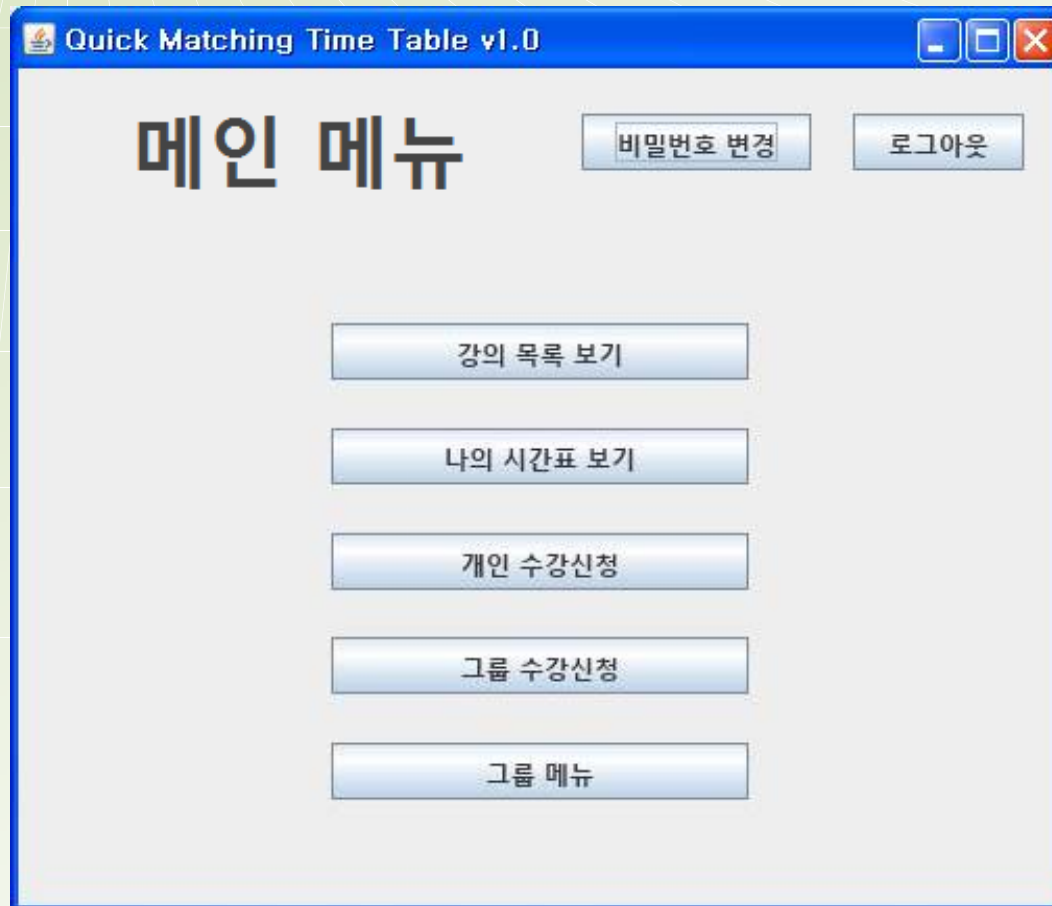 Quick Matching Time Table v1.0
메인 메뉴
비밀번호 변경
로그아웃
강의 목록 보기
나의 시간표 보기
개인 수강신청
그룹 수강신청
그룹 메뉴